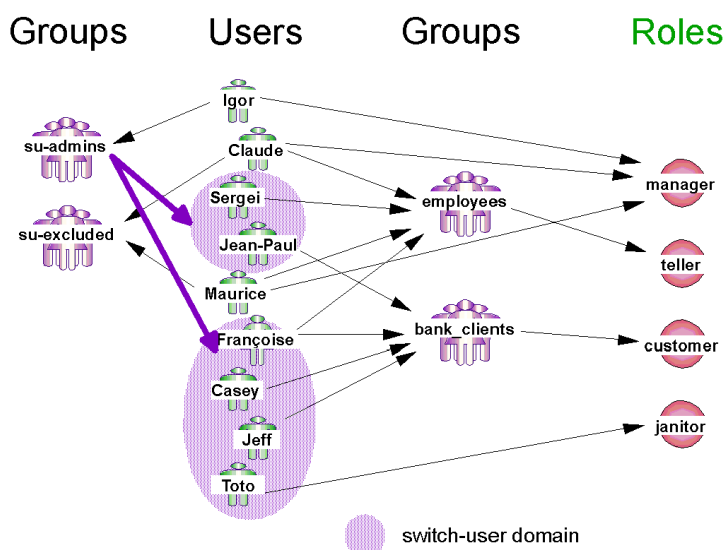 Groups Users Groups Roles
Igor
su-admins
Claude
manager
Sergei
employees
su-excluded
Jean-Paul
teller
Maurice
Françoise
bank_clients
customer
Casey
janitor
Jeff
Toto
switch-user domain